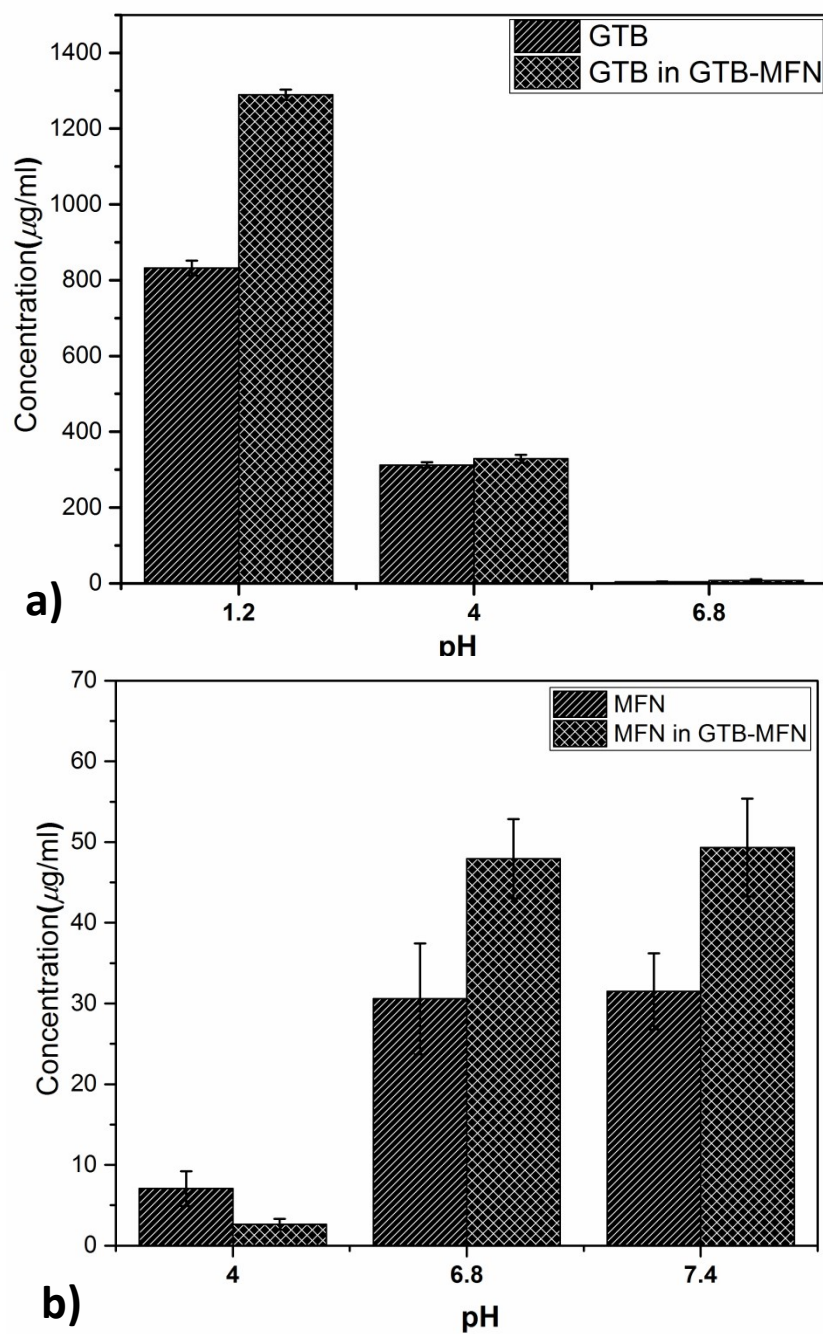 GTB
GTB in GTB-MFN
1400
1200
1000
800
600
400
200
0
Concentration(μg/ml)
1.2 4 6.8
pH
a)
MFN
MFN in GTB-MFN
70
60
50
40
30
20
10
0
Concentration(μg/ml)
4 6.8 7.4
pH
b)